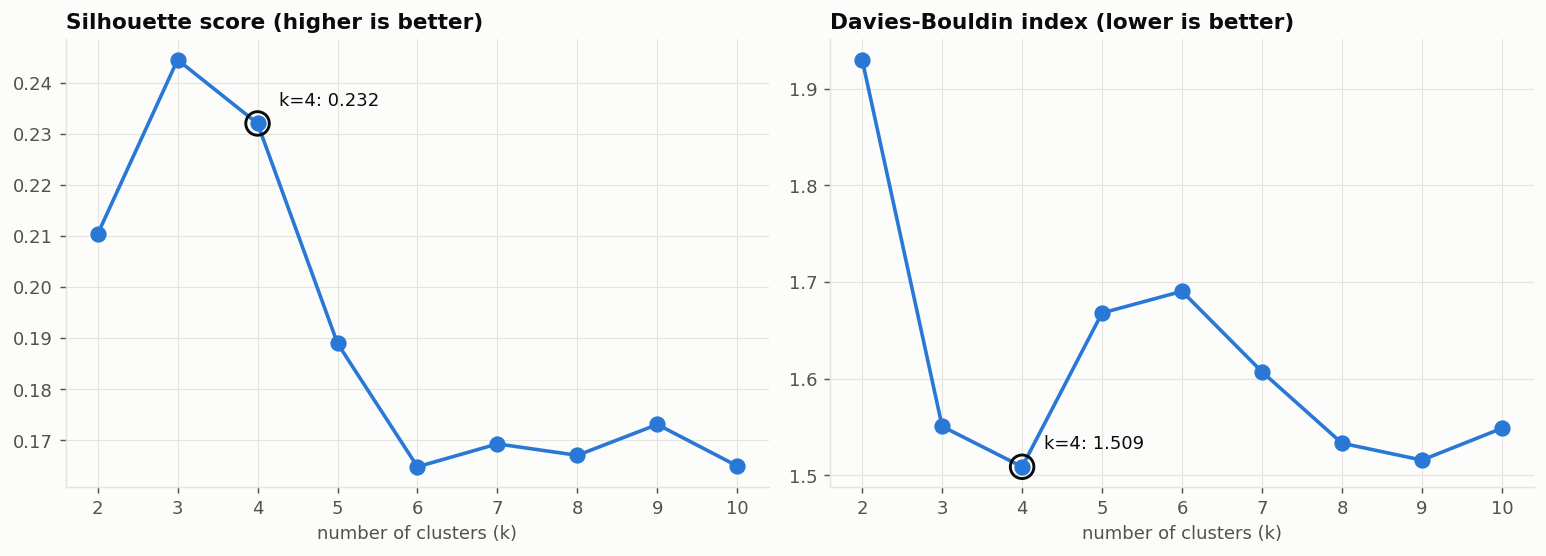 Silhouette score (higher is better)
0.24
0.23
0.22
0.21
0.20
0.19
0.18
0.17
k=4: 0.232
2 3 4 5 6 7 8 9 10
number of clusters (k)
Davies-Bouldin index (lower is better)
1.9
1.8
1.7
1.6
1.5
k=4: 1.509
2 3 4 5 6 7 8 9 10
number of clusters (k)